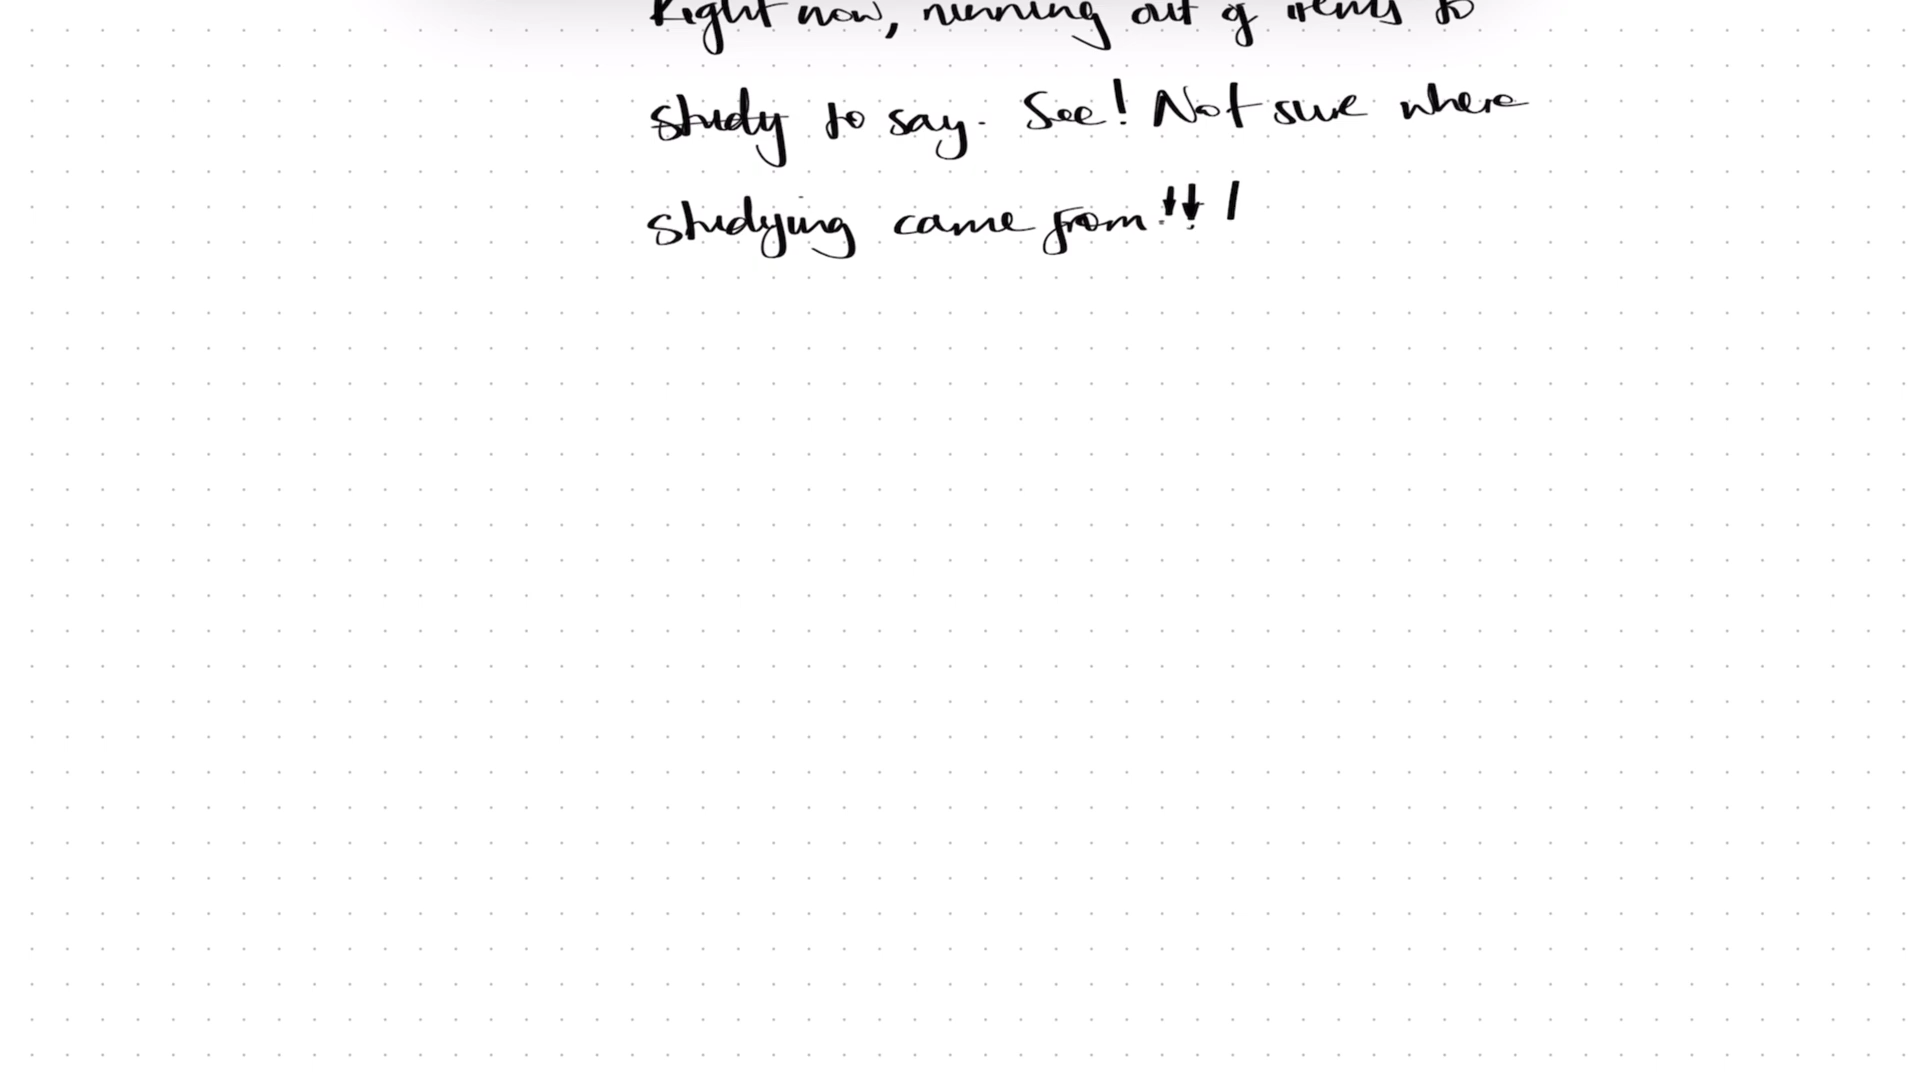 Right now, running out of items to
study to say. See! Not sure where
studying came from!!!